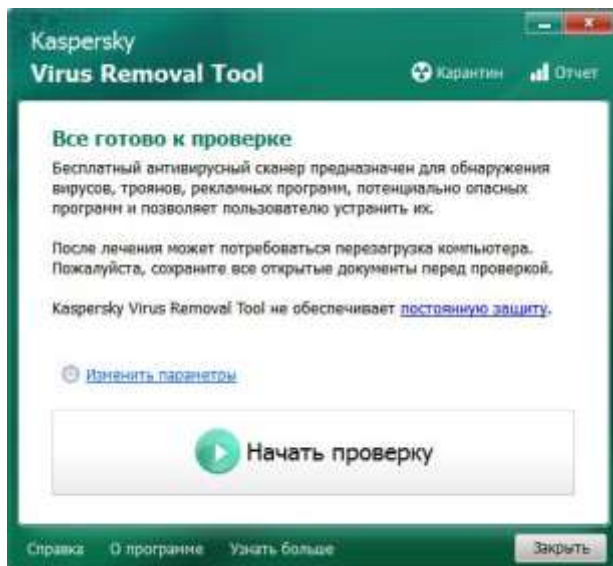 Kaspersky
Virus Removal Tool
Карантин
Отчет
Все готово к проверке
Бесплатный антивирусный сканер предназначен для обнаружения
вирусов, троянов, рекламных программ, потенциально опасных
программ и позволяет пользователю устранить их.
После лечения может потребоваться перезагрузка компьютера.
Пожалуйста, сохраните все открытые документы перед проверкой.
Kaspersky Virus Removal Tool не обеспечивает постоянную защиту.
Изменить параметры
Начать проверку
Справка О программе Узнать больше Закрыть